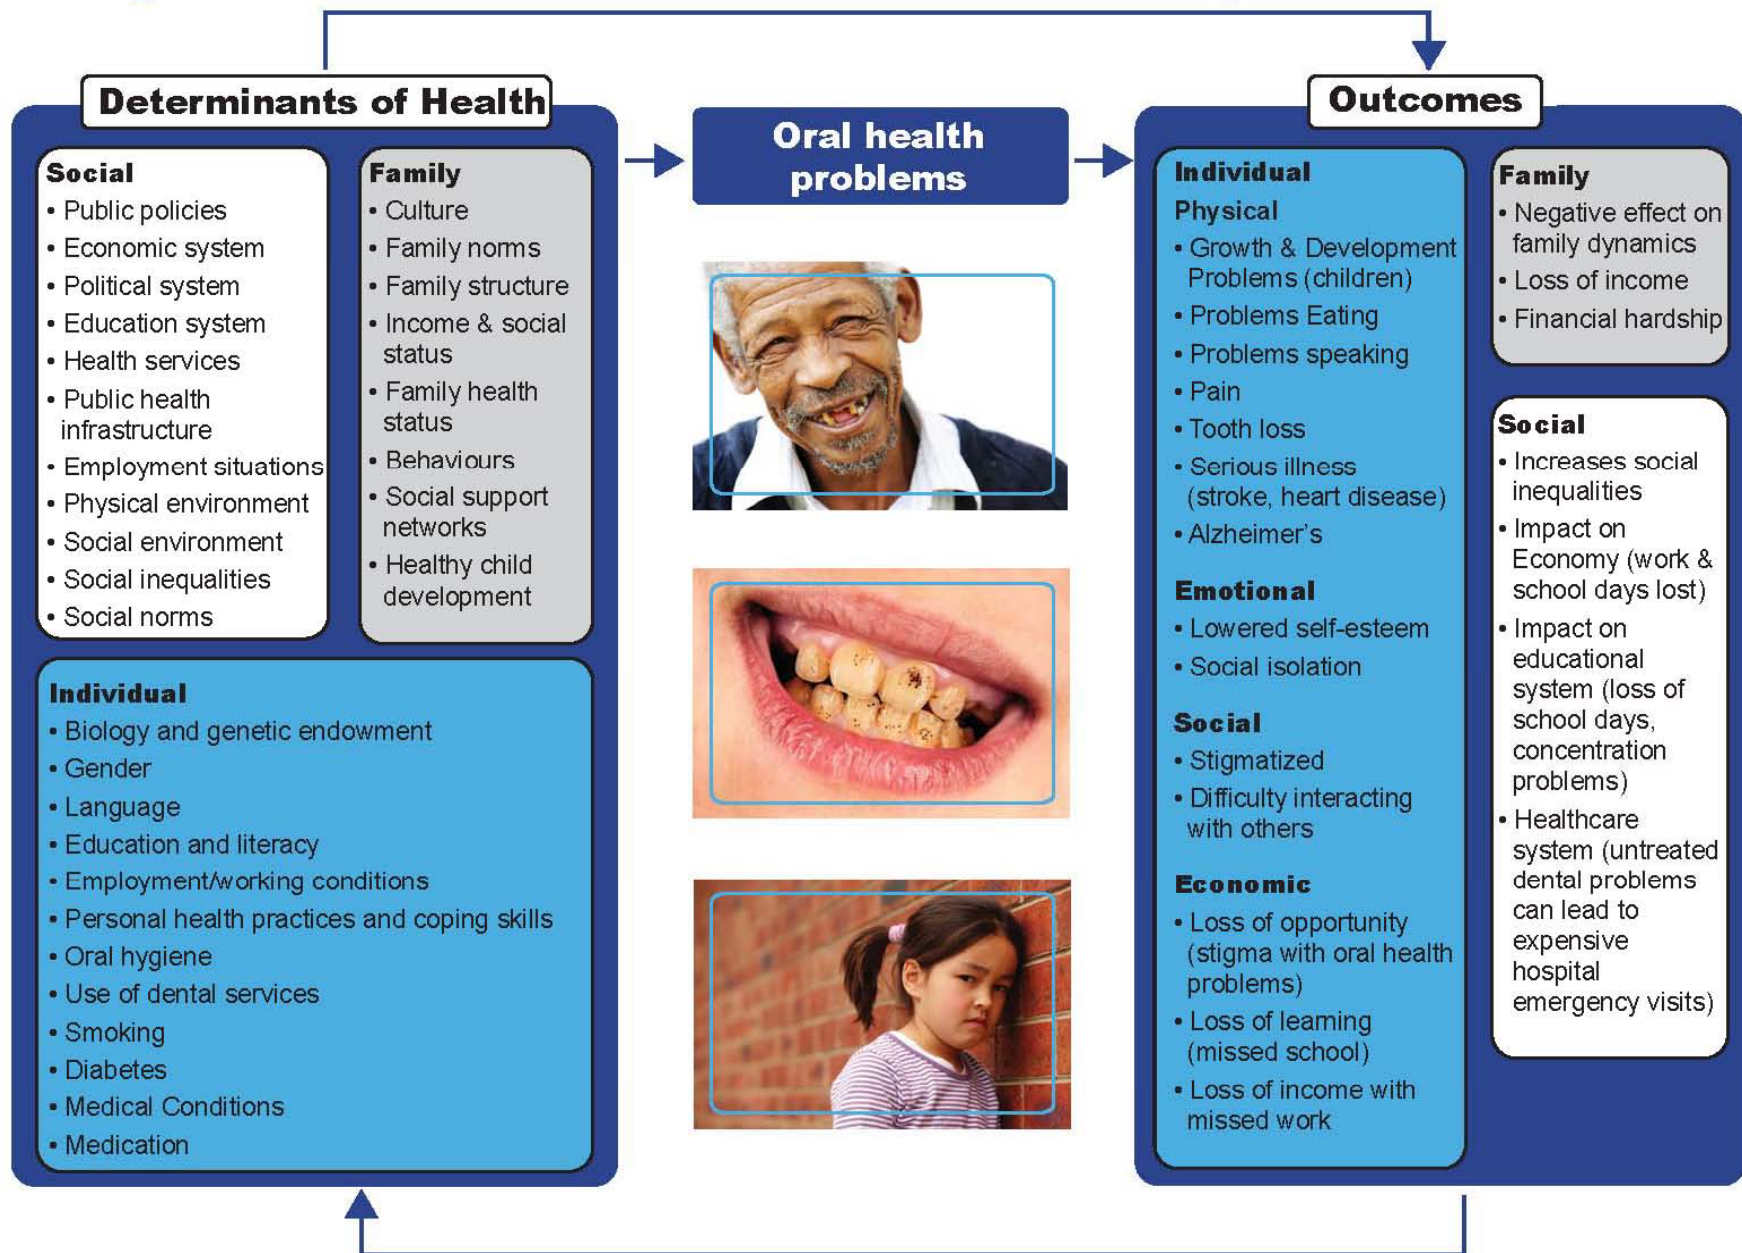 Determinants of Health
Social
• Public policies
• Economic system
• Political system
• Education system
• Health services
• Public health
infrastructure
• Employment situations
• Physical environment
• Social environment
• Social inequalities
• Social norms
Family
• Culture
• Family norms
• Family structure
• Income & social
status
• Family health
status
• Behaviours
• Social support
networks
• Healthy child
development
Individual
• Biology and genetic endowment
• Gender
• Language
• Education and literacy
• Employment/working conditions
• Personal health practices and coping skills
• Oral hygiene
• Use of dental services
• Smoking
• Diabetes
• Medical Conditions
• Medication
Oral health
problems
Outcomes
Individual
Physical
• Growth & Development
Problems (children)
• Problems Eating
• Problems speaking
• Pain
• Tooth loss
• Serious illness
(stroke, heart disease)
• Alzheimer's
Emotional
• Lowered self-esteem
• Social isolation
Social
• Stigmatized
• Difficulty interacting
with others
Economic
• Loss of opportunity
(stigma with oral health
problems)
• Loss of learning
(missed school)
• Loss of income with
missed work
Family
• Negative effect on
family dynamics
• Loss of income
• Financial hardship
Social
• Increases social
inequalities
• Impact on
Economy (work &
school days lost)
• Impact on
educational
system (loss of
school days,
concentration
problems)
• Healthcare
system (untreated
dental problems
can lead to
expensive
hospital
emergency visits)